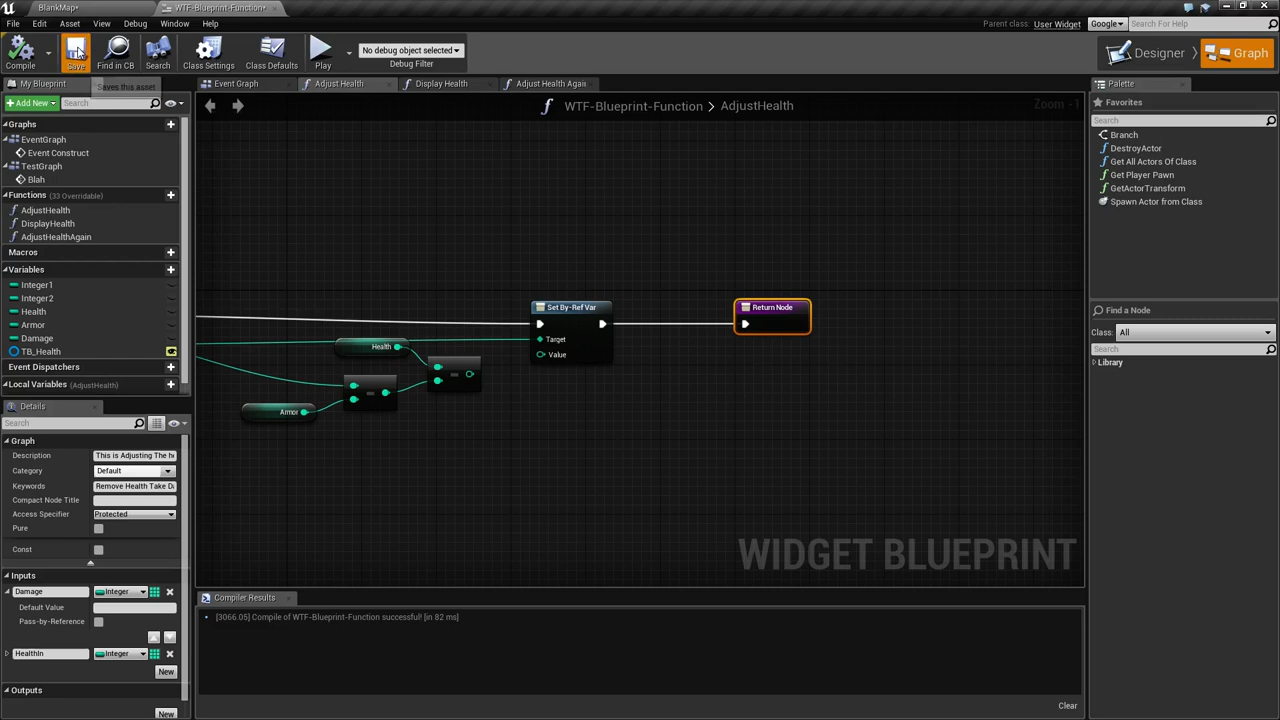 BlankMap*
WTF-Blueprint-Function*
File Edit Asset View Debug Window Help
Parent class: User Widget Google Search For Help
Compile Save Find in CB Search Class Settings Class Defaults Play No debug object selected Debug Filter Designer Graph
My Blueprint Saves this asset Event Graph Adjust Health Display Health Adjust Health Again Palette
Add New Search
WTF-Blueprint-Function > AdjustHealth Zoom -1
Favorites
Search
Graphs
EventGraph
Event Construct
TestGraph
Blah
Functions (33 Overridable)
AdjustHealth
DisplayHealth
AdjustHealthAgain
Macros
Variables
Integer1
Integer2
Health
Armor
Damage
TB_Health
Event Dispatchers
Local Variables (AdjustHealth)
Branch
DestroyActor
Get All Actors Of Class
Get Player Pawn
GetActorTransform
Spawn Actor from Class
Set By-Ref Var
Target
Value
Return Node
Health
Armor
Find a Node
Class: All
Search
Library
Details
Search
Graph
Description This is Adjusting The he
Category Default
Keywords Remove Health Take Da
Compact Node Title
Access Specifier Protected
Pure
Const
Inputs
Damage Integer
Default Value
Pass-by-Reference
HealthIn Integer
New
Outputs
New
WIDGET BLUEPRINT
Compiler Results
[3066.05] Compile of WTF-Blueprint-Function successful! [in 82 ms]
Clear